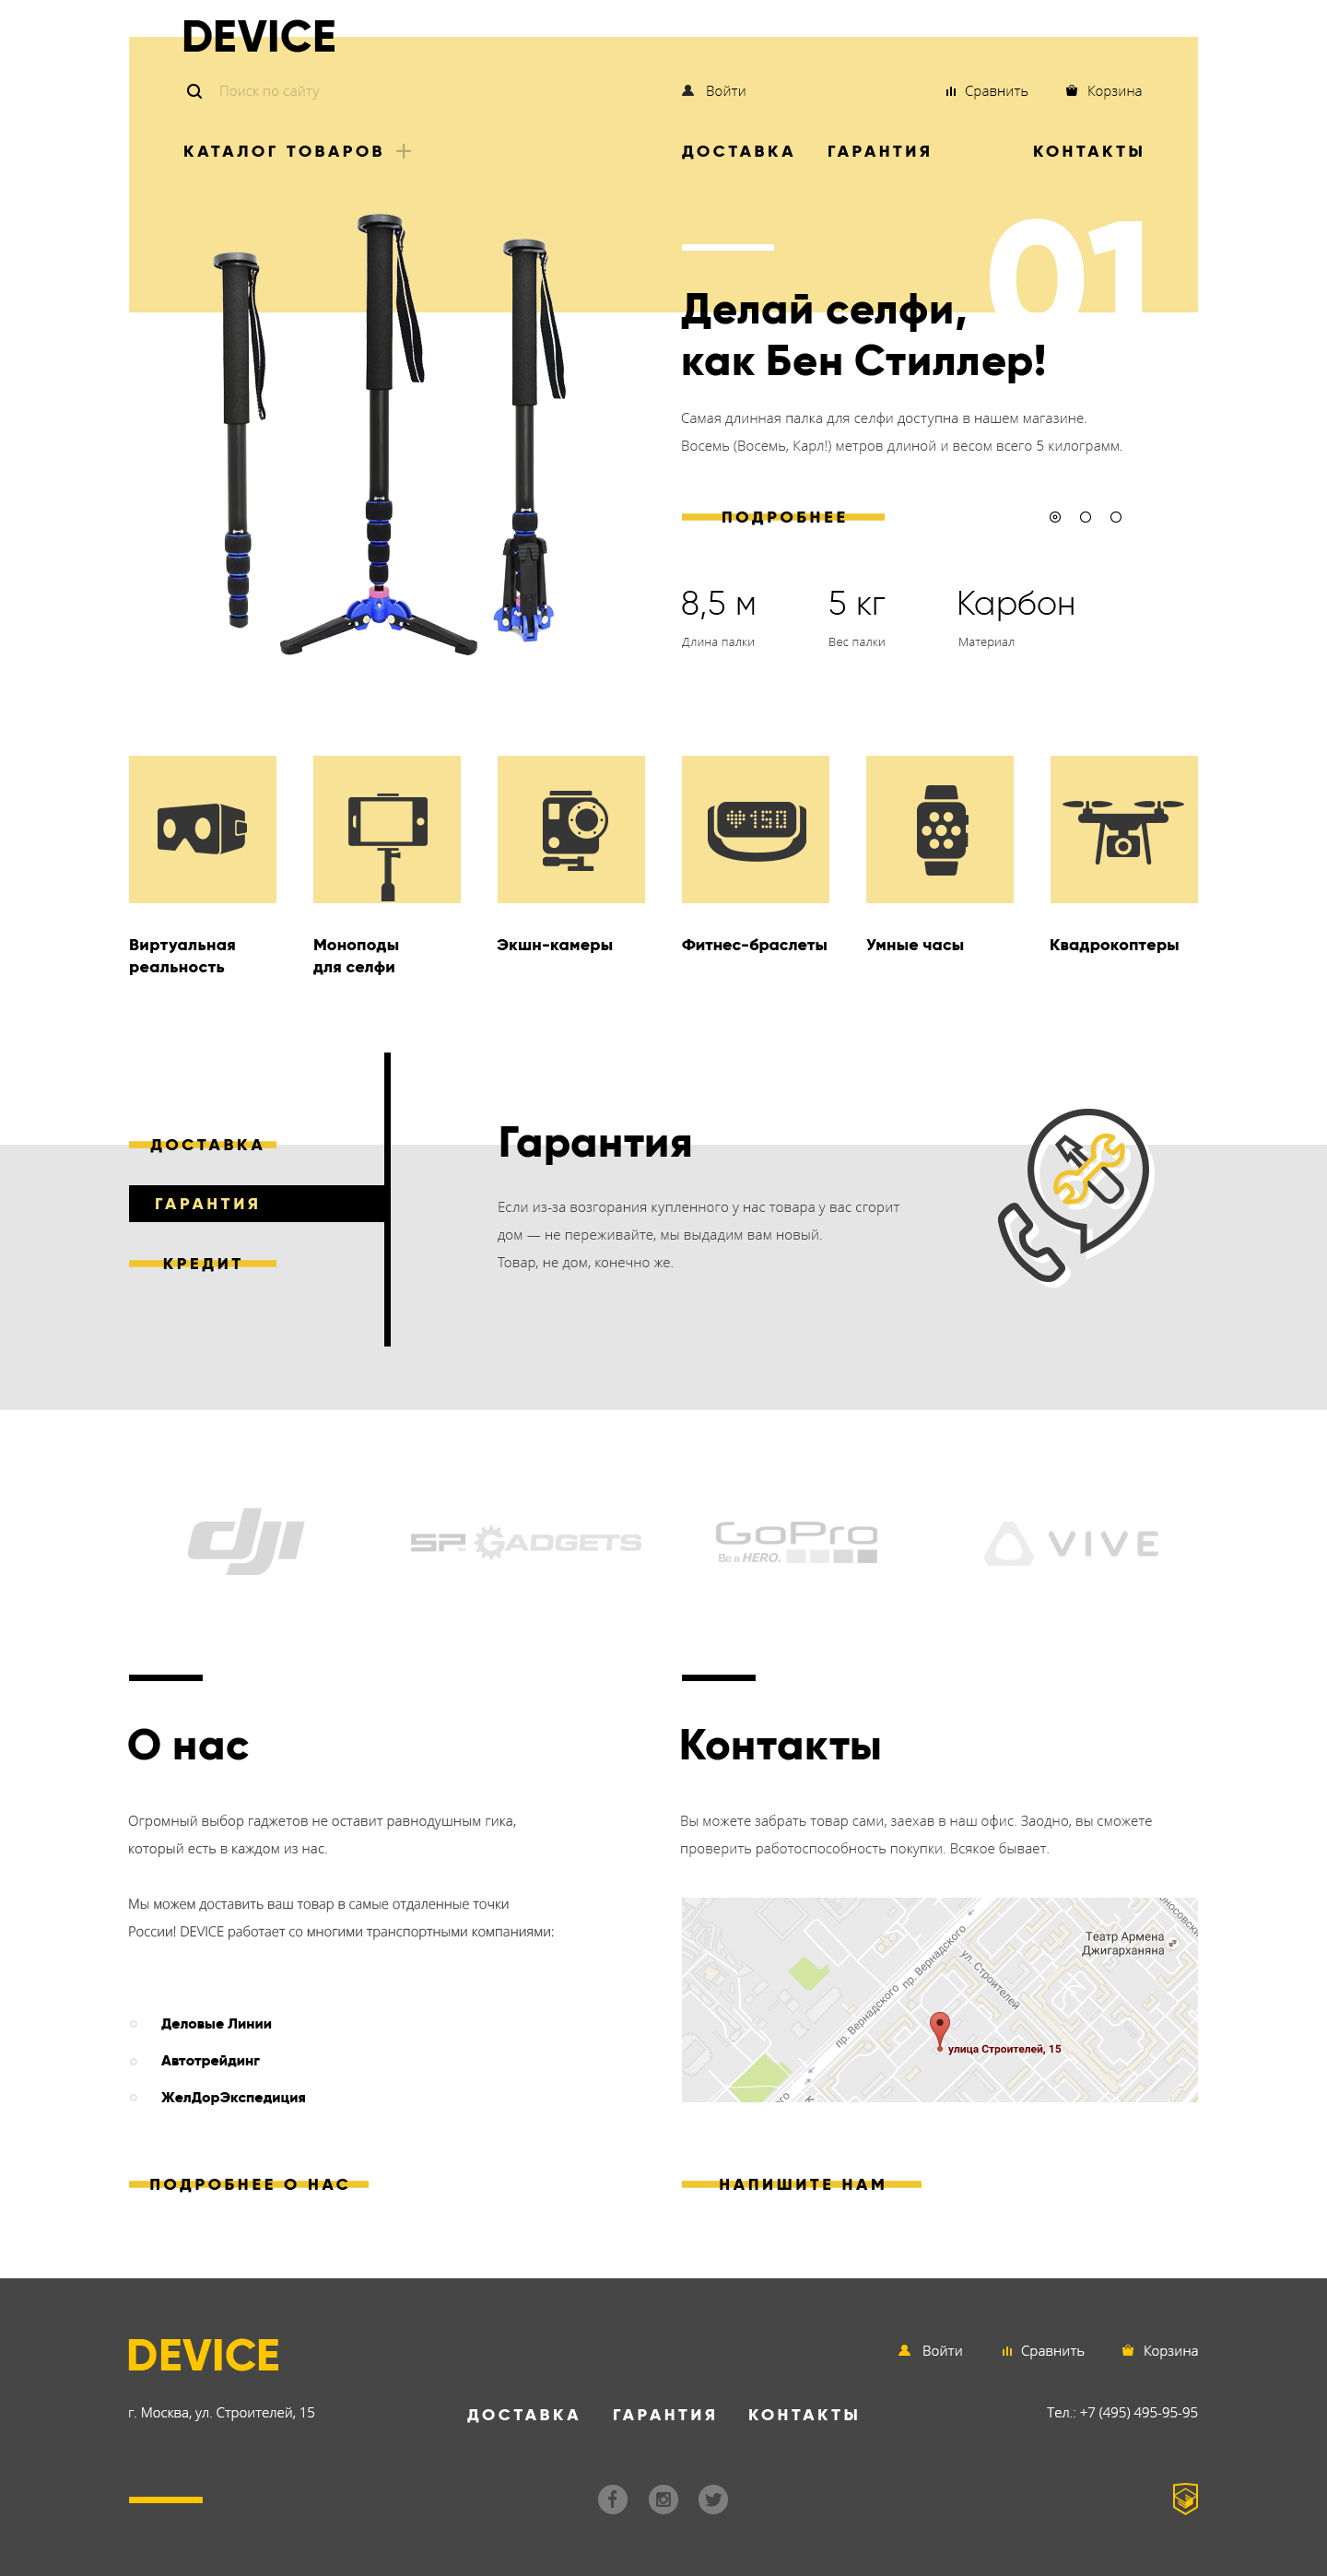 DEVICE
Поиск по сайту
Войти
Сравнить
Корзина
КАТАЛОГ ТОВАРОВ
ДОСТАВКА
ГАРАНТИЯ
КОНТАКТЫ
01
Делай селфи,
как Бен Стиллер!
Самая длинная палка для селфи доступна в нашем магазине.
Восемь (Восемь, Карл!) метров длиной и весом всего 5 килограмм.
ПОДРОБНЕЕ
8,5 м
5 кг
Карбон
Длина палки
Вес палки
Материал
150
Виртуальная
реальность
Моноподы
для селфи
Экшн-камеры
Фитнес-браслеты
Умные часы
Квадрокоптеры
ДОСТАВКА
ГАРАНТИЯ
КРЕДИТ
Гарантия
Если из-за возгорания купленного у нас товара у вас сгорит
дом — не переживайте, мы выдадим вам новый.
Товар, не дом, конечно же.
dji
SP GADGETS
GoPro
Be a HERO.
VIVE
О нас
Огромный выбор гаджетов не оставит равнодушным гика,
который есть в каждом из нас.
Мы можем доставить ваш товар в самые отдаленные точки
России! DEVICE работает со многими транспортными компаниями:
Деловые Линии
Автотрейдинг
ЖелДорЭкспедиция
ПОДРОБНЕЕ О НАС
Контакты
Вы можете забрать товар сами, заехав в наш офис. Заодно, вы сможете
проверить работоспособность покупки. Всякое бывает.
Театр Армена
Джигарханяна
пр. Вернадского
ул. Строителей
пр. Вернадского
улица Строителей, 15
НАПИШИТЕ НАМ
DEVICE
Войти
Сравнить
Корзина
г. Москва, ул. Строителей, 15
ДОСТАВКА
ГАРАНТИЯ
КОНТАКТЫ
Тел.: +7 (495) 495-95-95